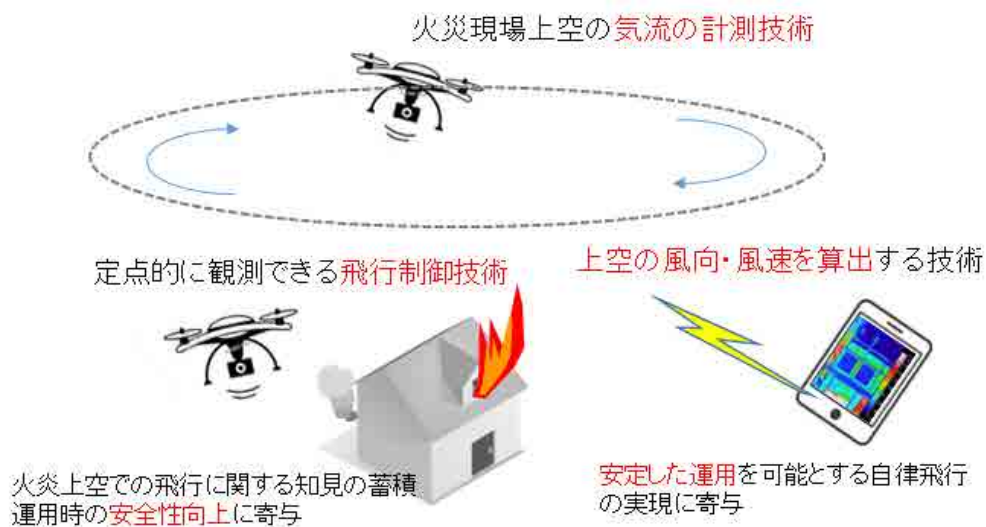 火災現場上空の気流の計測技術
定点的に観測できる飛行制御技術
上空の風向・風速を算出する技術
火炎上空での飛行に関する知見の蓄積
運用時の安全性向上に寄与
安定した運用を可能とする自律飛行
の実現に寄与